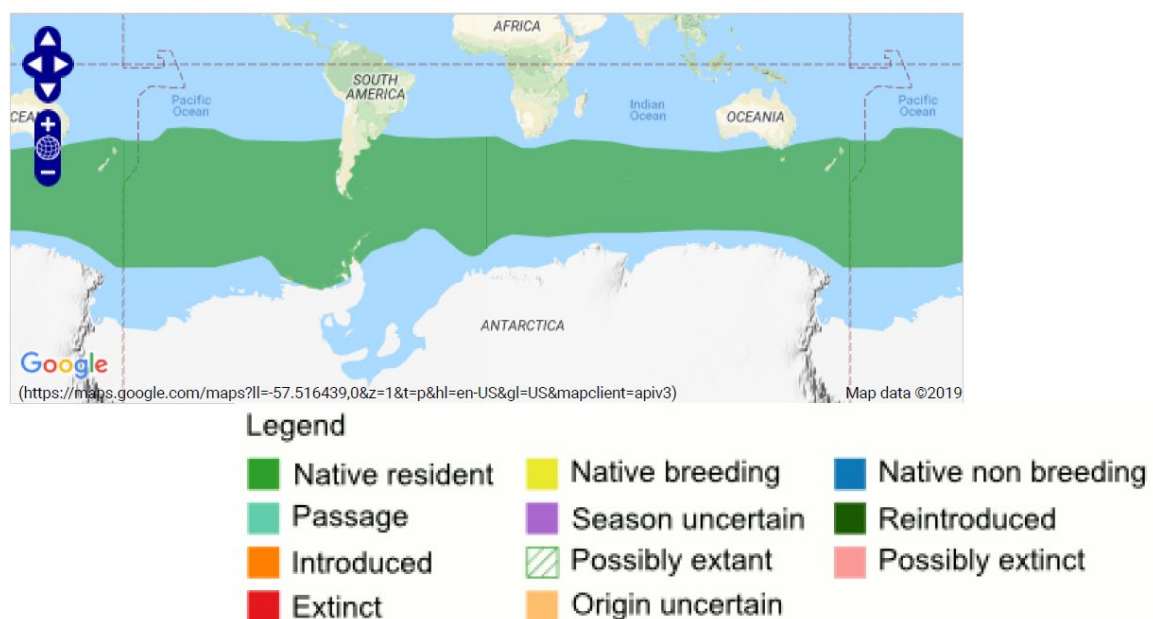 AFRICA
SOUTH
AMERICA
Pacific
Ocean
Indian
Ocean
OCEANIA
Pacific
Ocean
OCEA
ANTARCTICA
Google
(https://maps.google.com/maps?ll=-57.516439,0&z=1&t=p&hl=en-US&gl=US&mapclient=apiv3)
Map data ©2019
Legend
Native resident
Native breeding
Native non breeding
Passage
Season uncertain
Reintroduced
Introduced
Possibly extant
Possibly extinct
Extinct
Origin uncertain